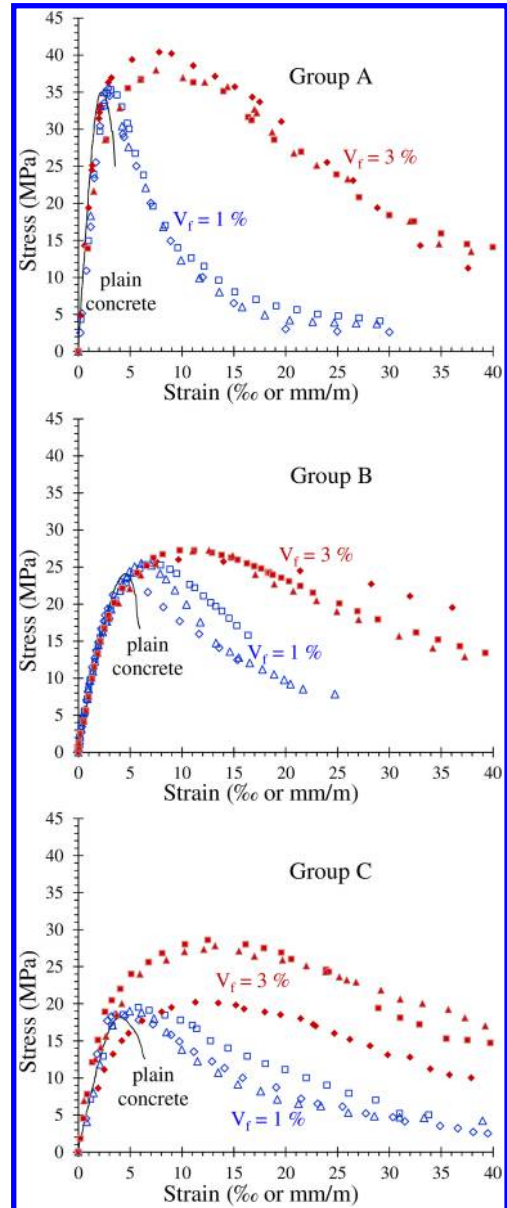 45
40
35
30
25
20
15
10
5
0
Stress (MPa)
Group A
V_f = 3 %
V_f = 1 %
plain
concrete
0 5 10 15 20 25 30 35 40
Strain (‰ or mm/m)
45
40
35
30
25
20
15
10
5
0
Stress (MPa)
Group B
V_f = 3 %
plain
concrete
V_f = 1 %
0 5 10 15 20 25 30 35 40
Strain (‰ or mm/m)
45
40
35
30
25
20
15
10
5
0
Stress (MPa)
Group C
V_f = 3 %
plain
concrete
V_f = 1 %
0 5 10 15 20 25 30 35 40
Strain (‰ or mm/m)